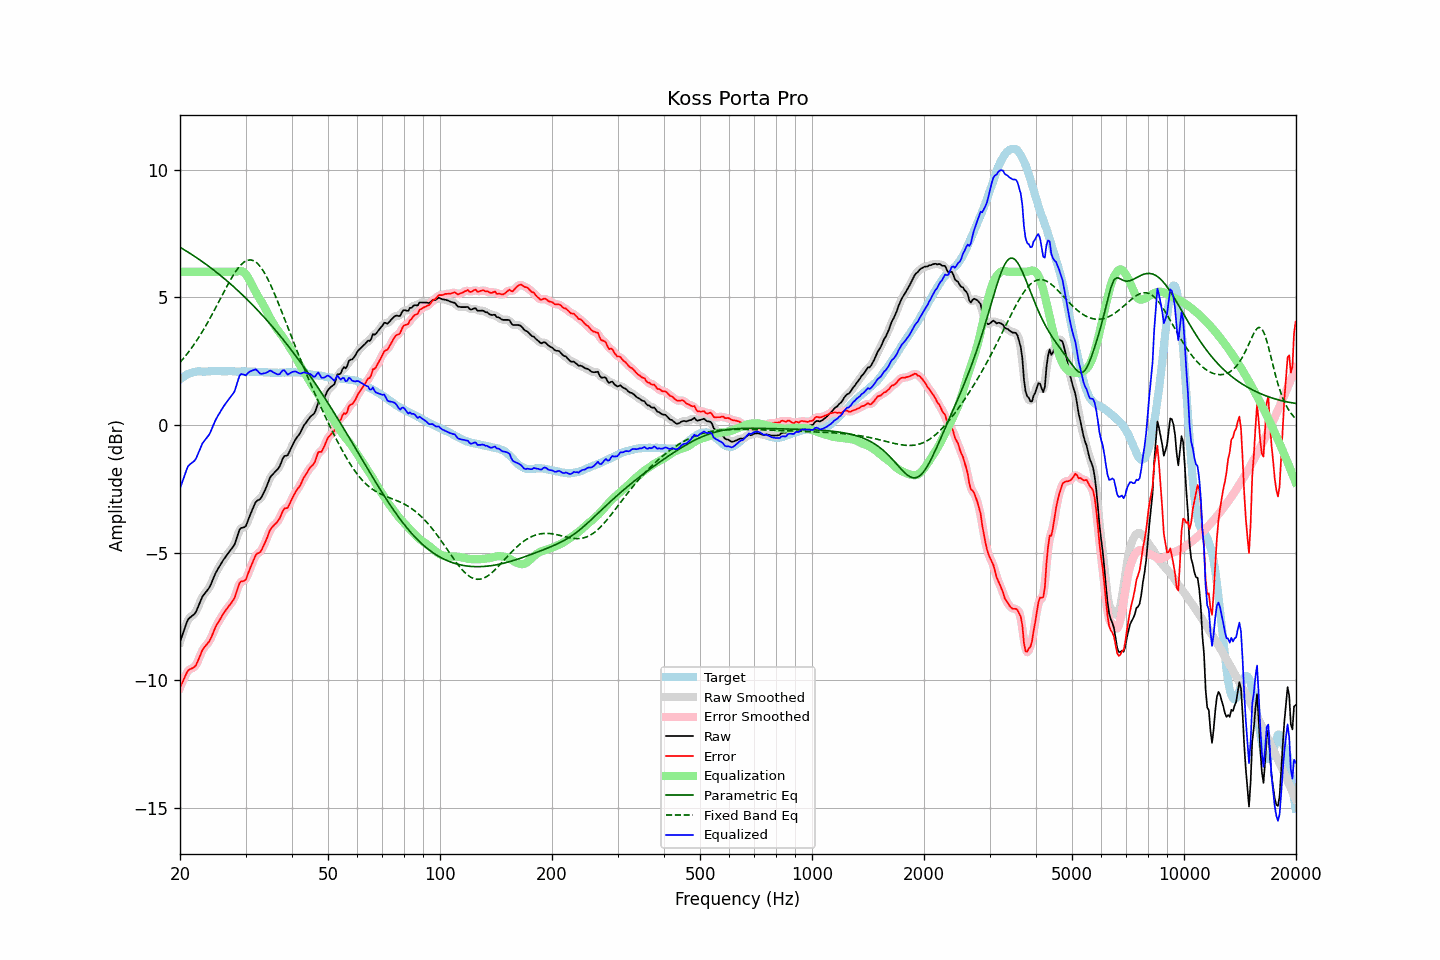 Koss Porta Pro
Amplitude (dBr)
10
5
0
−5
−10
−15
Target
Raw Smoothed
Error Smoothed
Raw
Error
Equalization
Parametric Eq
Fixed Band Eq
Equalized
20 50 100 200 500 1000 2000 5000 10000 20000
Frequency (Hz)